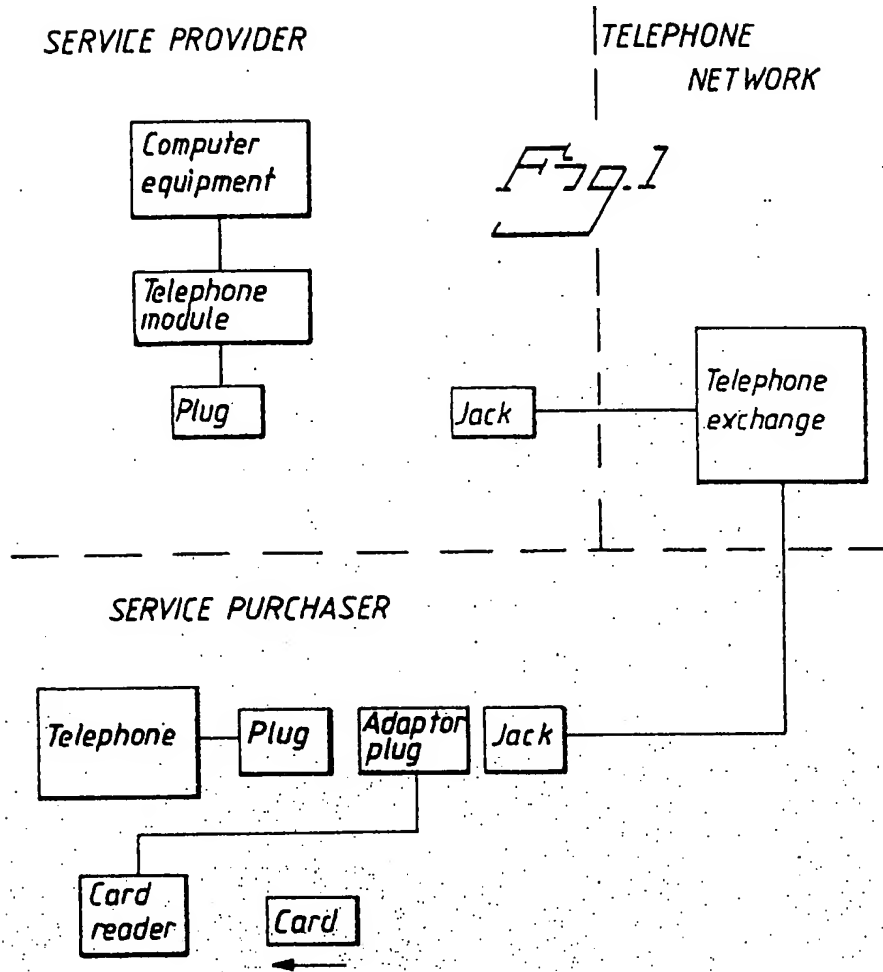 SERVICE PROVIDER
TELEPHONE
NETWORK
Fig.1
Computer
equipment
Telephone
module
Plug
Jack
Telephone
exchange
SERVICE PURCHASER
Telephone
Plug
Adaptor
plug
Jack
Card
reader
Card